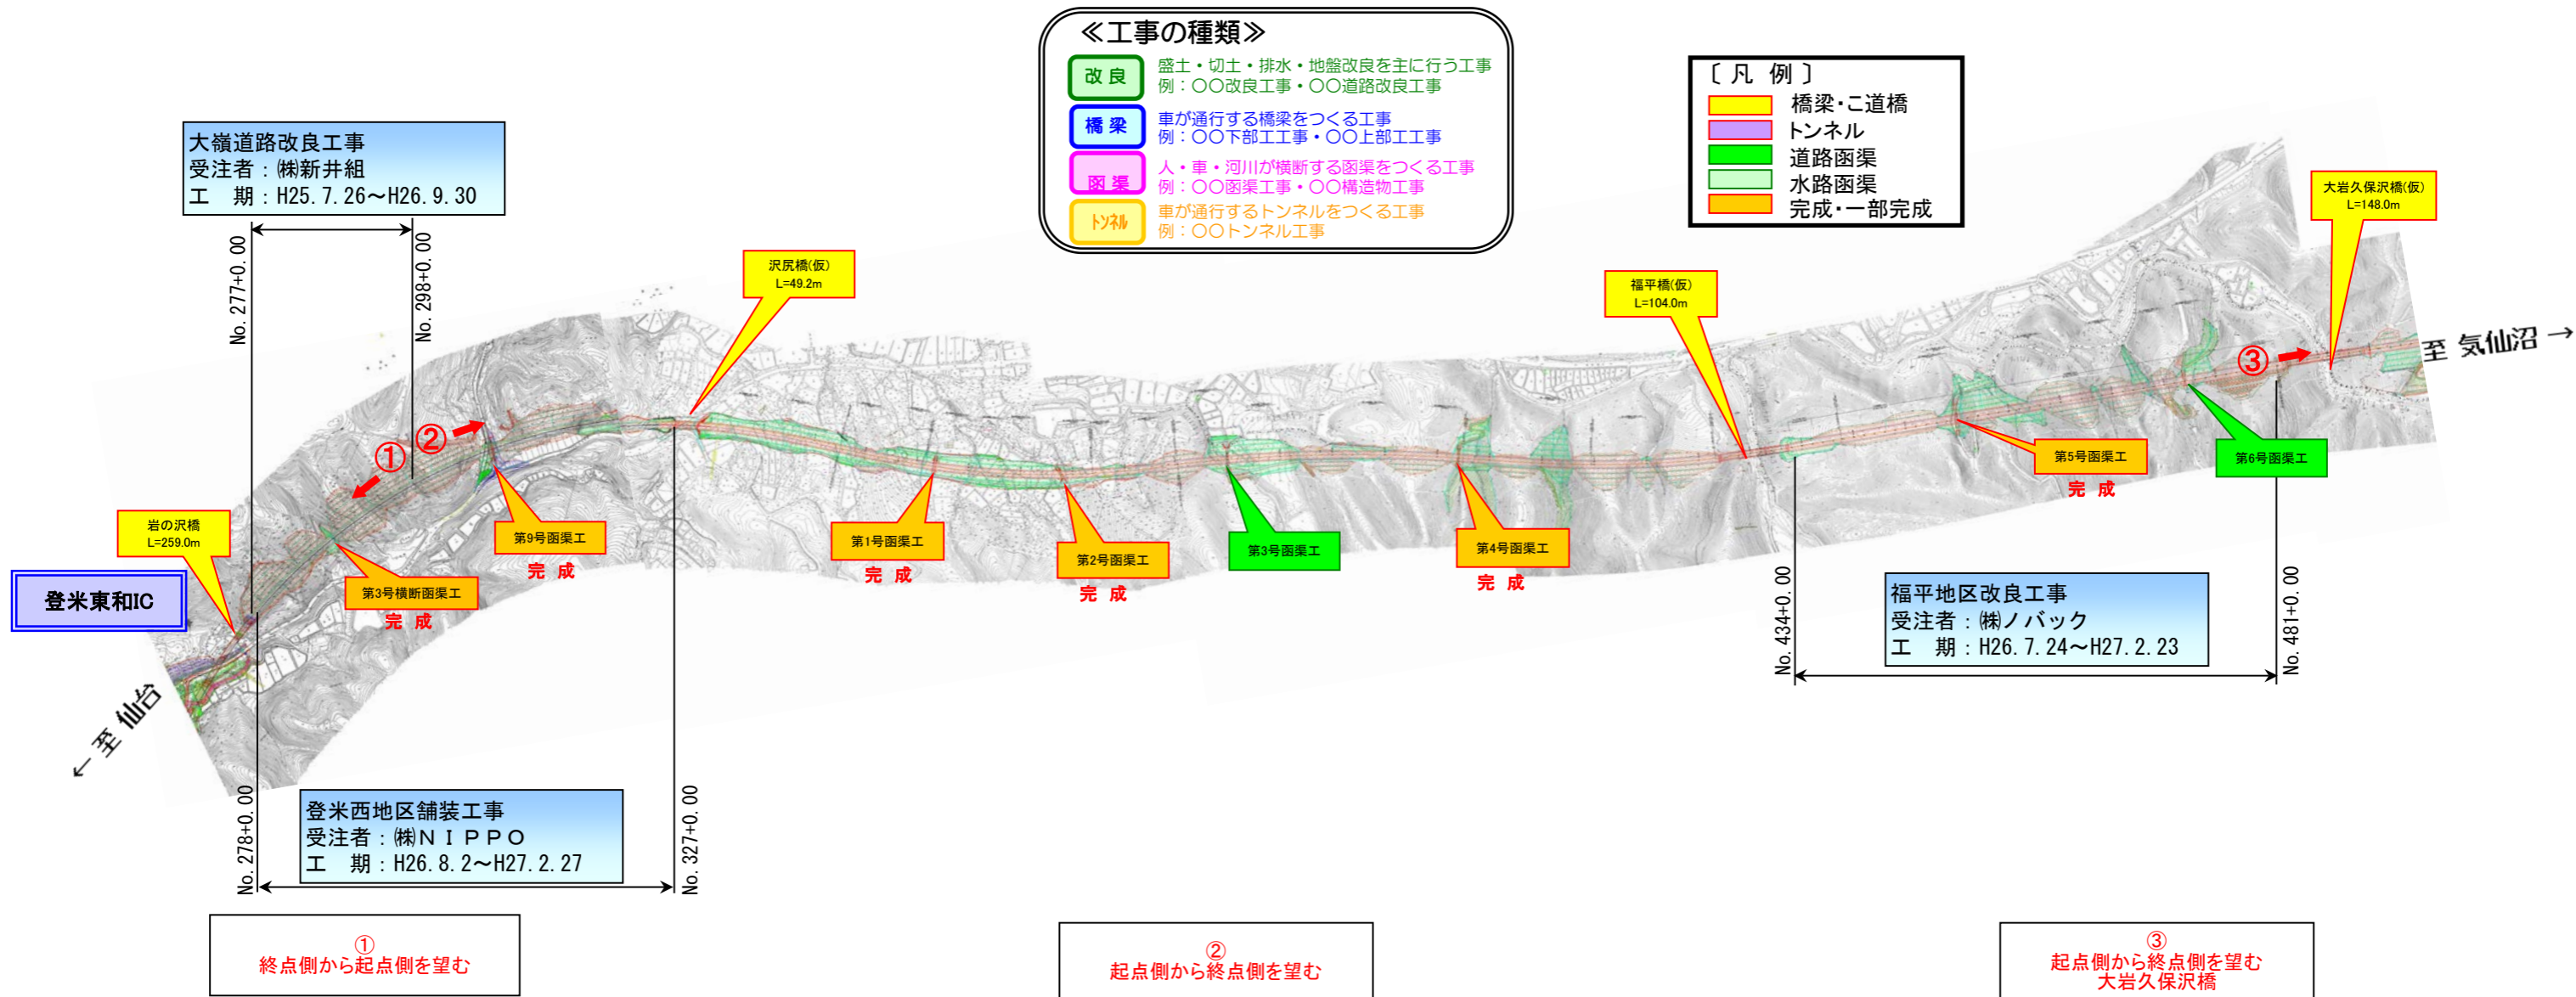 ≪工事の種類≫
改 良
盛土・切土・排水・地盤改良を主に行う工事
例：〇〇改良工事・〇〇道路改良工事
橋 梁
車が通行する橋梁をつくる工事
例：〇〇下部工工事・〇〇上部工工事
函 渠
人・車・河川が横断する函渠をつくる工事
例：〇〇函渠工事・〇〇構造物工事
トンネル
車が通行するトンネルをつくる工事
例：〇〇トンネル工事
〔 凡 例 〕
橋梁・こ道橋
トンネル
道路函渠
水路函渠
完成・一部完成
大嶺道路改良工事
受注者：㈱新井組
工　期：H25.7.26～H26.9.30
No.277+0.00
No.298+0.00
沢尻橋(仮)
L=49.2m
福平橋(仮)
L=104.0m
大岩久保沢橋(仮)
L=148.0m
至 気仙沼 →
③
②
①
岩の沢橋
L=259.0m
登米東和IC
第3号横断函渠工
完 成
第9号函渠工
完 成
第1号函渠工
完 成
第2号函渠工
完 成
第3号函渠工
第4号函渠工
完 成
第5号函渠工
完 成
第6号函渠工
← 至 仙台
福平地区改良工事
受注者：㈱ノバック
工　期：H26.7.24～H27.2.23
No.434+0.00
No.481+0.00
登米西地区舗装工事
受注者：㈱ＮＩＰＰＯ
工　期：H26.8.2～H27.2.27
No.278+0.00
No.327+0.00
①
終点側から起点側を望む
②
起点側から終点側を望む
③
起点側から終点側を望む
大岩久保沢橋